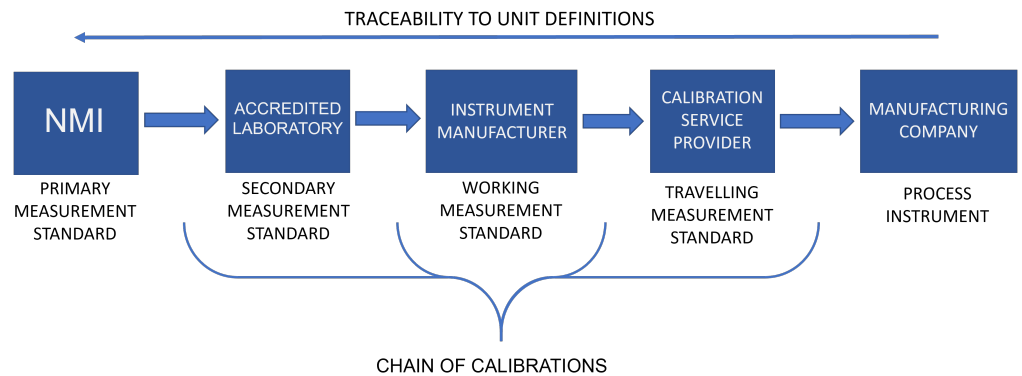 TRACEABILITY TO UNIT DEFINITIONS
NMI
ACCREDITED
LABORATORY
INSTRUMENT
MANUFACTURER
CALIBRATION
SERVICE
PROVIDER
MANUFACTURING
COMPANY
PRIMARY
MEASUREMENT
STANDARD
SECONDARY
MEASUREMENT
STANDARD
WORKING
MEASUREMENT
STANDARD
TRAVELLING
MEASUREMENT
STANDARD
PROCESS
INSTRUMENT
CHAIN OF CALIBRATIONS